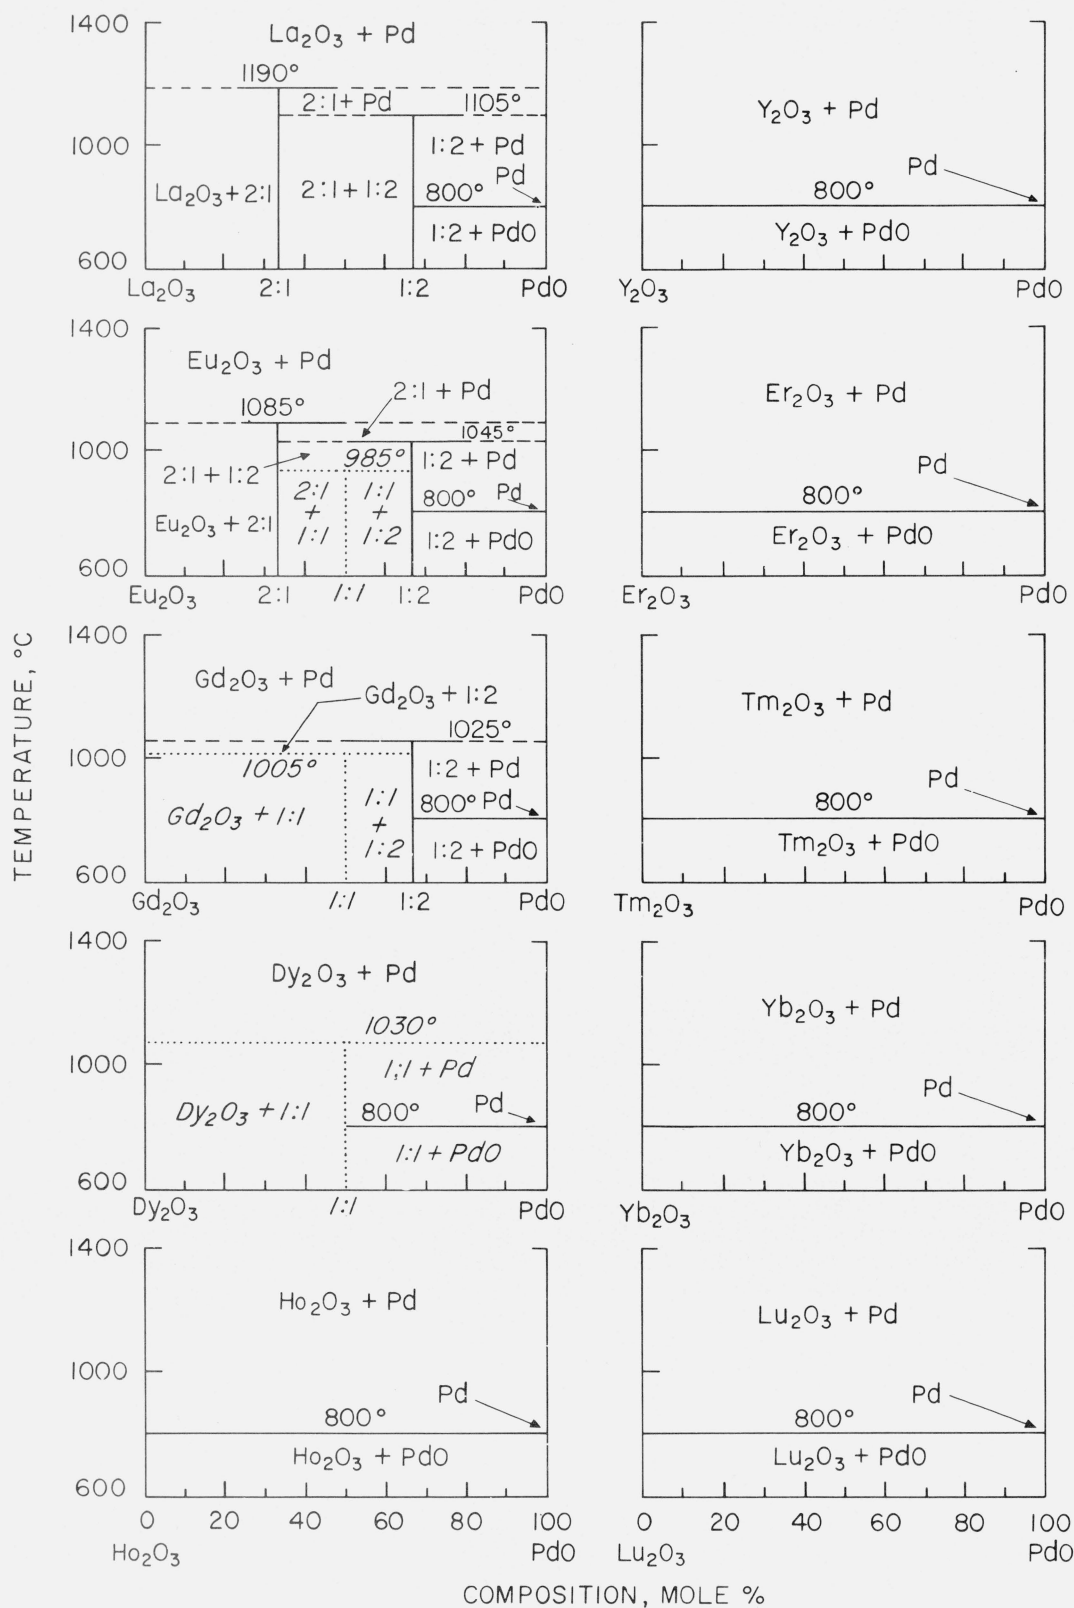 TEMPERATURE, °C
1400
1000
600
La₂O₃ + Pd
1190°
2:1 + Pd
1105°
La₂O₃ + 2:1
2:1 + 1:2
1:2 + Pd
800°
Pd
1:2 + PdO
La₂O₃
2:1
1:2
PdO
Y₂O₃ + Pd
Pd
800°
Y₂O₃ + PdO
Y₂O₃
PdO
1400
1000
600
Eu₂O₃ + Pd
2:1 + Pd
1085°
1045°
2:1 + 1:2
985°
1:2 + Pd
Eu₂O₃ + 2:1
2:1
+
1:1
1:1
+
1:2
800°
Pd
1:2 + PdO
Eu₂O₃
2:1
1:1
1:2
PdO
Er₂O₃ + Pd
Pd
800°
Er₂O₃ + PdO
Er₂O₃
PdO
1400
1000
600
Gd₂O₃ + Pd
Gd₂O₃ + 1:2
1025°
1005°
1:2 + Pd
Gd₂O₃ + 1:1
1:1
+
1:2
800°
Pd
1:2 + PdO
Gd₂O₃
1:1
1:2
PdO
Tm₂O₃ + Pd
Pd
800°
Tm₂O₃ + PdO
Tm₂O₃
PdO
1400
1000
600
Dy₂O₃ + Pd
1030°
1;1 + Pd
Dy₂O₃ + 1:1
800°
Pd
1:1 + PdO
Dy₂O₃
1:1
PdO
Yb₂O₃ + Pd
Pd
800°
Yb₂O₃ + PdO
Yb₂O₃
PdO
1400
1000
600
Ho₂O₃ + Pd
Pd
800°
Ho₂O₃ + PdO
0 20 40 60 80 100
Ho₂O₃
PdO
Lu₂O₃ + Pd
Pd
800°
Lu₂O₃ + PdO
0 20 40 60 80 100
Lu₂O₃
PdO
COMPOSITION, MOLE %